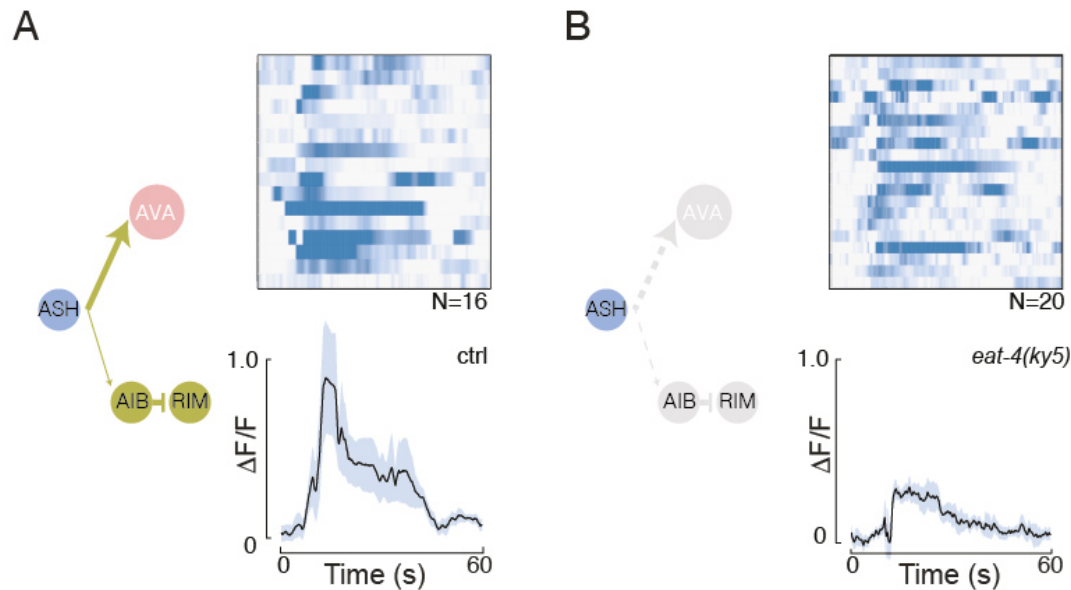 A
AVA
ASH
AIB
RIM
N=16
ctrl
1.0
ΔF/F
0
0
60
Time (s)
B
AVA
ASH
AIB
RIM
N=20
eat-4(ky5)
1.0
ΔF/F
0
0
60
Time (s)